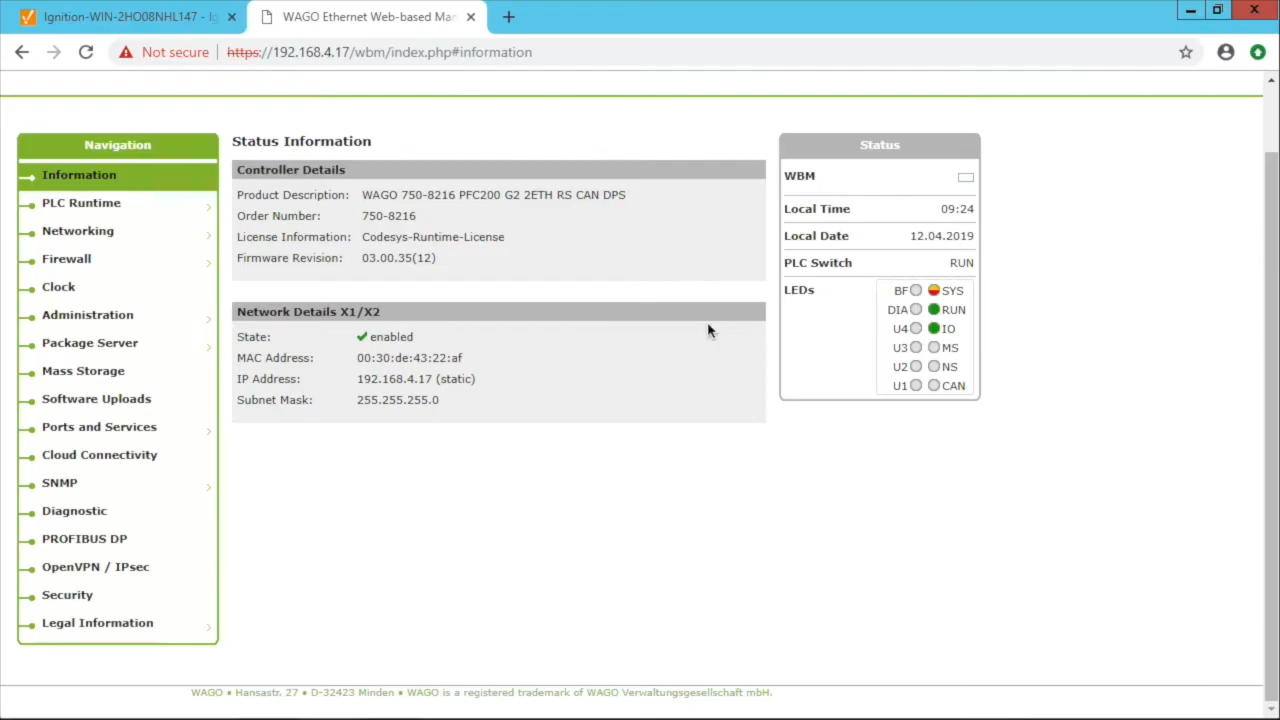 Ignition-WIN-2HO08NHL147 - Ig
WAGO Ethernet Web-based Man
Not secure
https://192.168.4.17/wbm/index.php#information
Navigation
Information
PLC Runtime
Networking
Firewall
Clock
Administration
Package Server
Mass Storage
Software Uploads
Ports and Services
Cloud Connectivity
SNMP
Diagnostic
PROFIBUS DP
OpenVPN / IPsec
Security
Legal Information
Status Information
Controller Details
Product Description: WAGO 750-8216 PFC200 G2 2ETH RS CAN DPS
Order Number: 750-8216
License Information: Codesys-Runtime-License
Firmware Revision: 03.00.35(12)
Network Details X1/X2
State: enabled
MAC Address: 00:30:de:43:22:af
IP Address: 192.168.4.17 (static)
Subnet Mask: 255.255.255.0
Status
WBM
Local Time 09:24
Local Date 12.04.2019
PLC Switch RUN
LEDs
BF SYS
DIA RUN
U4 IO
U3 MS
U2 NS
U1 CAN
WAGO • Hansastr. 27 • D-32423 Minden • WAGO is a registered trademark of WAGO Verwaltungsgesellschaft mbH.